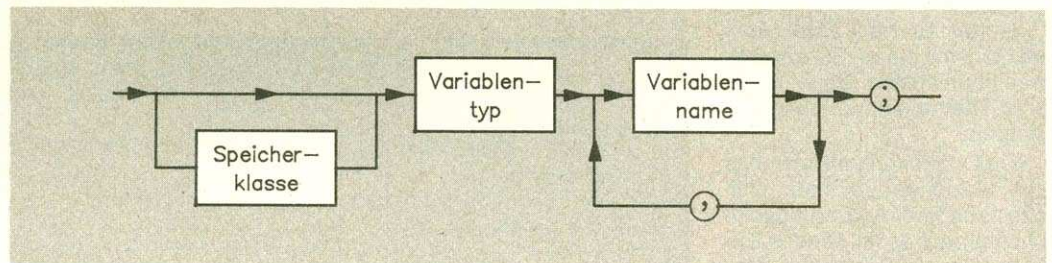 Variablen-
typ
Variablen-
name
;
Speicher-
klasse
,